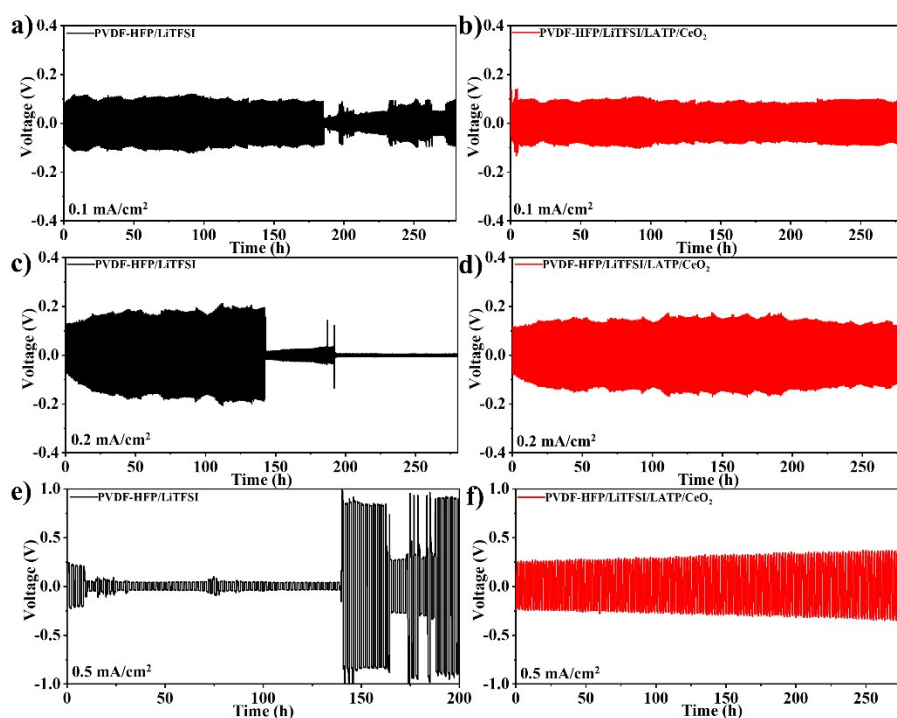 a)
PVDF-HFP/LiTFSI
Voltage (V)
0.4
0.2
0.0
-0.2
-0.4
0.1 mA/cm²
0 50 100 150 200 250
Time (h)
b)
PVDF-HFP/LiTFSI/LATP/CeO₂
Voltage (V)
0.4
0.2
0.0
-0.2
-0.4
0.1 mA/cm²
0 50 100 150 200 250
Time (h)
c)
PVDF-HFP/LiTFSI
Voltage (V)
0.4
0.2
0.0
-0.2
-0.4
0.2 mA/cm²
0 50 100 150 200 250
Time (h)
d)
PVDF-HFP/LiTFSI/LATP/CeO₂
Voltage (V)
0.4
0.2
0.0
-0.2
-0.4
0.2 mA/cm²
0 50 100 150 200 250
Time (h)
e)
PVDF-HFP/LiTFSI
Voltage (V)
1.0
0.5
0.0
-0.5
-1.0
0.5 mA/cm²
0 50 100 150 200
Time (h)
f)
PVDF-HFP/LiTFSI/LATP/CeO₂
Voltage (V)
1.0
0.5
0.0
-0.5
-1.0
0.5 mA/cm²
0 50 100 150 200 250
Time (h)